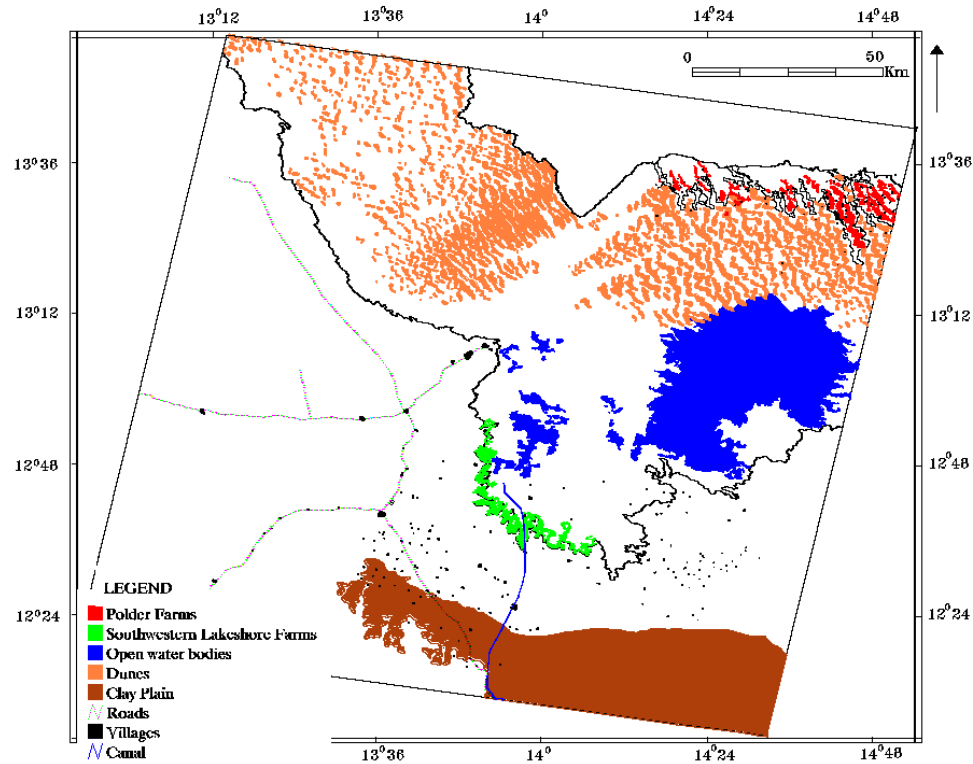 13°12 13°36 14° 14°24 14°48
0 50
Km
13°36 13°36
13°12 13°12
12°48 12°48
12°24 12°24
LEGEND
Polder Farms
Southwestern Lakeshore Farms
Open water bodies
Dunes
Clay Plain
Roads
Villages
Canal
13°36 14° 14°24 14°48